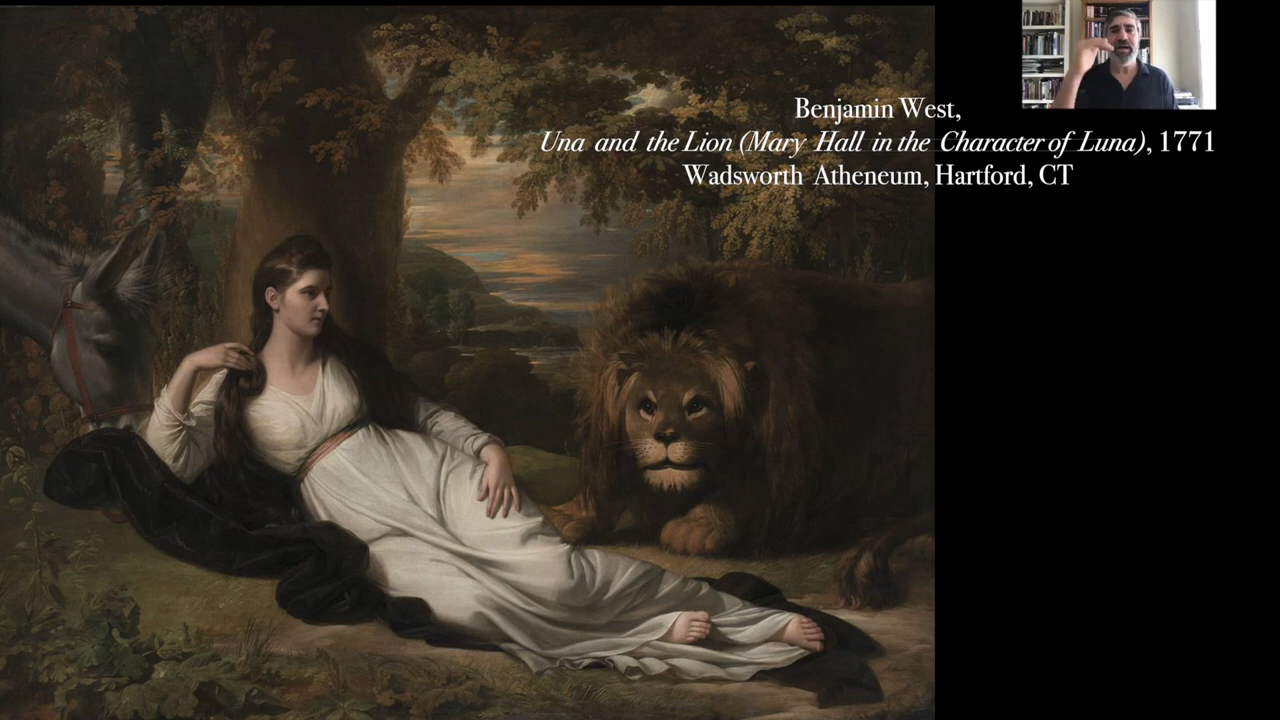 Benjamin West,
Una and the Lion (Mary Hall in the Character of Luna), 1771
Wadsworth Atheneum, Hartford, CT